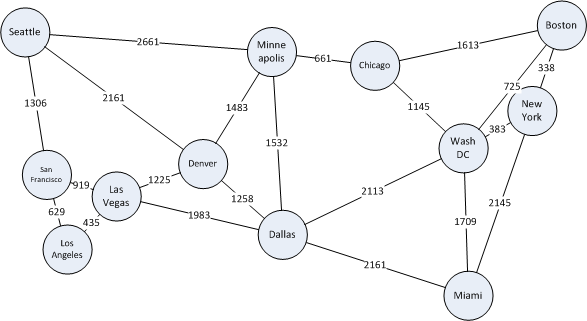 Boston
Seattle
1613
2661
Minne
apolis
661
Chicago
338
725
1306
2161
1483
1145
New
York
383
1532
Wash
DC
Denver
San
Francisco
919
1225
Las
Vegas
1258
2113
629
435
1983
1709
2145
Dallas
Los
Angeles
2161
Miami